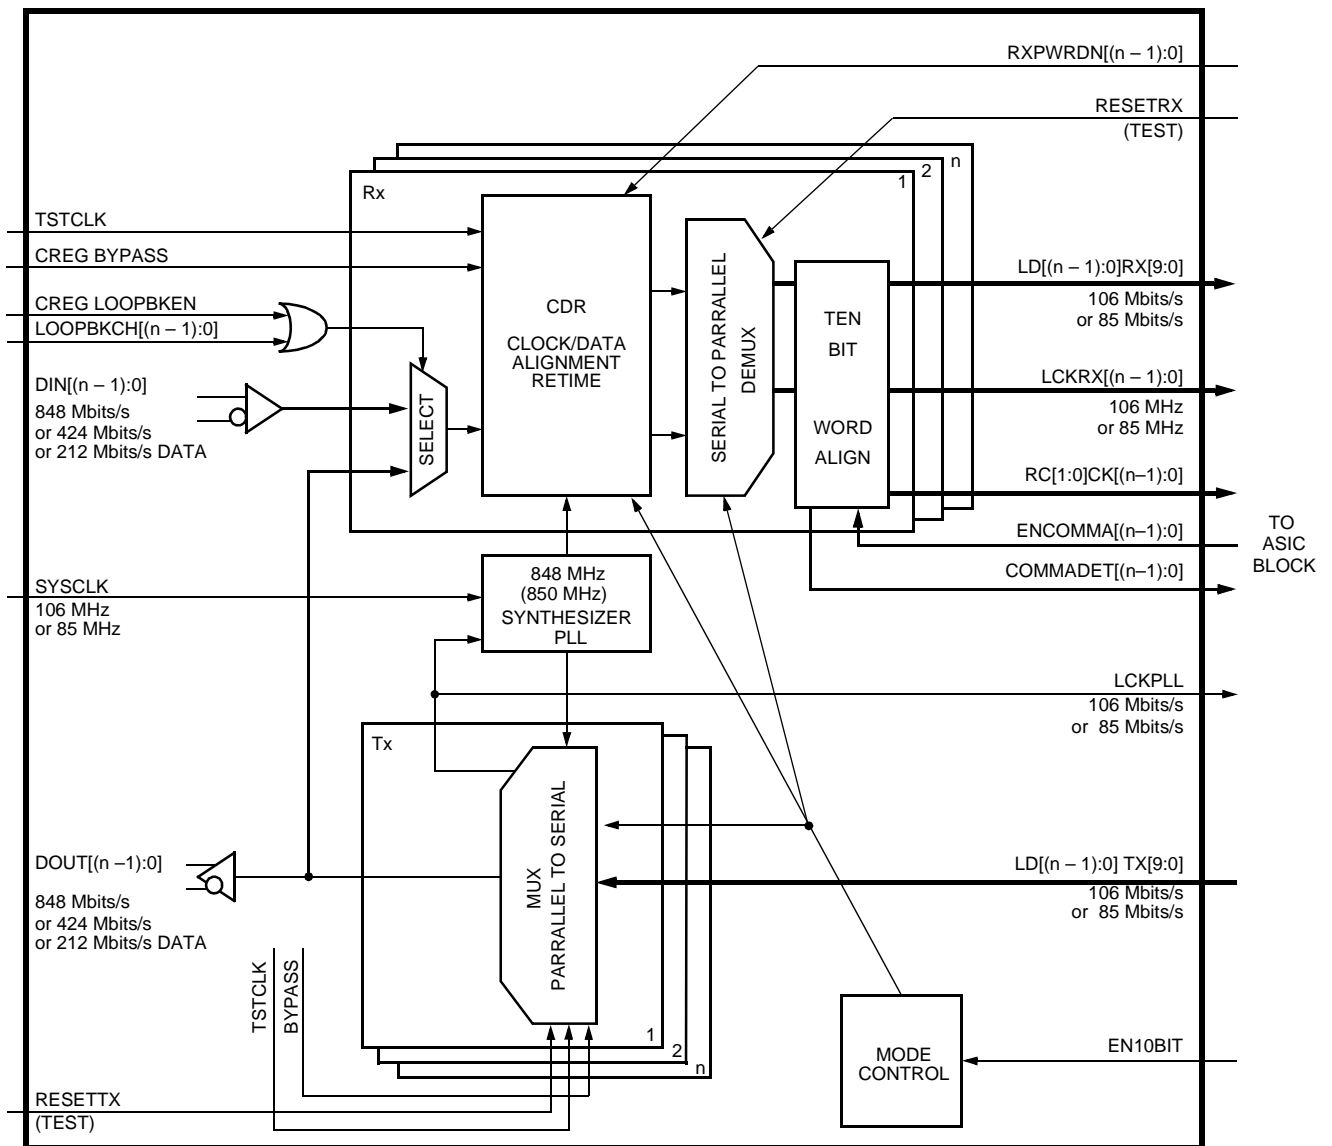 RXPWRDN[(n – 1):0]
RESETRX
(TEST)
n
2
1
Rx
TSTCLK
CREG BYPASS
CREG LOOPBKEN
LOOPBKCH[(n – 1):0]
DIN[(n – 1):0]
848 Mbits/s
or 424 Mbits/s
or 212 Mbits/s DATA
SELECT
CDR
CLOCK/DATA
ALIGNMENT
RETIME
SERIAL TO PARRALLEL
DEMUX
TEN
BIT
WORD
ALIGN
LD[(n – 1):0]RX[9:0]
106 Mbits/s
or 85 Mbits/s
LCKRX[(n – 1):0]
106 MHz
or 85 MHz
RC[1:0]CK[(n–1):0]
ENCOMMA[(n–1):0]
COMMADET[(n–1):0]
TO
ASIC
BLOCK
SYSCLK
106 MHz
or 85 MHz
848 MHz
(850 MHz)
SYNTHESIZER
PLL
LCKPLL
106 Mbits/s
or 85 Mbits/s
Tx
MUX
PARRALLEL TO SERIAL
DOUT[(n –1):0]
848 Mbits/s
or 424 Mbits/s
or 212 Mbits/s DATA
LD[(n – 1):0] TX[9:0]
106 Mbits/s
or 85 Mbits/s
TSTCLK
BYPASS
1
2
n
MODE
CONTROL
EN10BIT
RESETTX
(TEST)